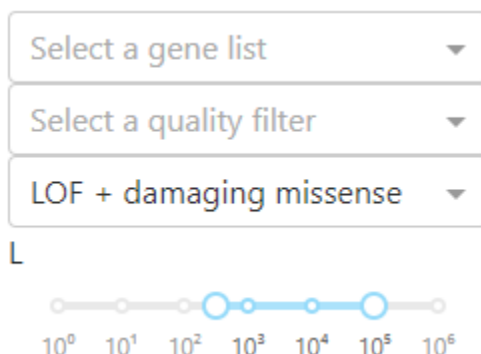 Select a gene list
Select a quality filter
LOF + damaging missense
L
10⁰ 10¹ 10² 10³ 10⁴ 10⁵ 10⁶